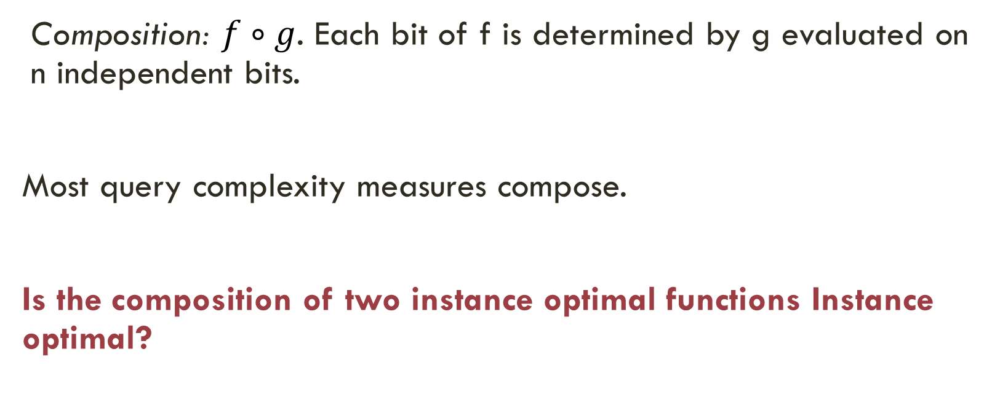 Composition: f ∘ g. Each bit of f is determined by g evaluated on
n independent bits.
Most query complexity measures compose.
Is the composition of two instance optimal functions Instance
optimal?